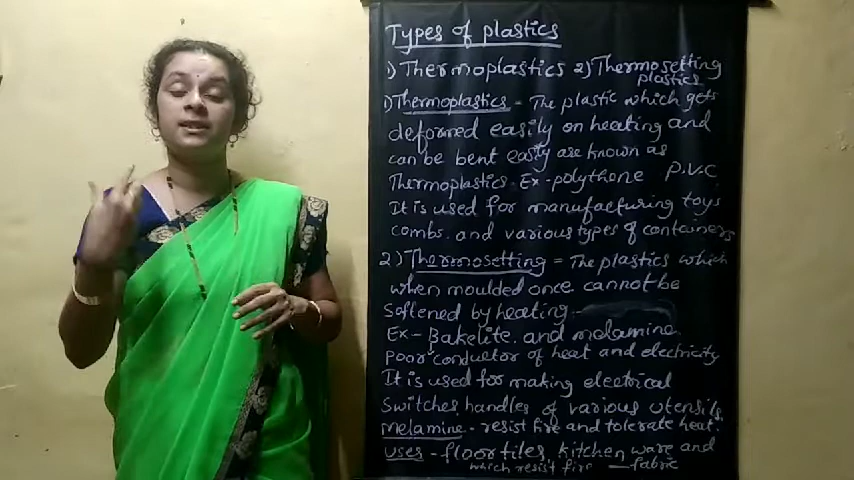 Types of plastics
1) Thermoplastics 2) Thermosetting
plastics
1) Thermoplastics - The plastic which gets
deformed easily on heating and
can be bent easily are known as
Thermoplastics. Ex- polythene P.V.C
It is used for manufacturing toys
combs. and various types of containers
2) Thermosetting = The plastics which
when moulded once cannot be
Softened by heating.
Ex- Bakelite. and melamine.
poor conductor of heat and electricity
It is used for making electrical
switches, handles of various utensils.
Melamine - resist fire and tolerate heat.
uses - floor tiles, kitchen ware and
which resist fire — fabric